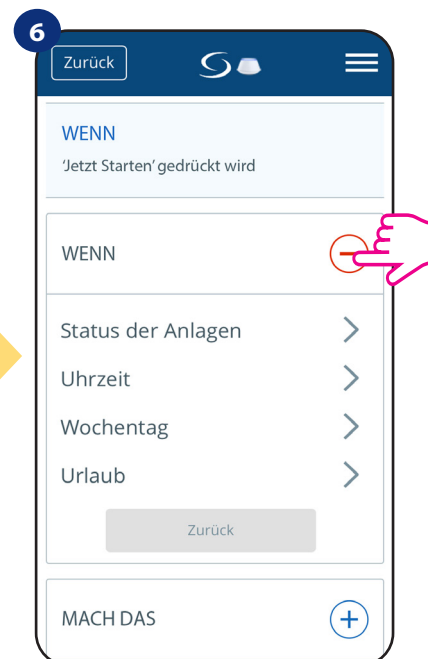 6
Zurück
WENN
'Jetzt Starten' gedrückt wird
WENN
Status der Anlagen
Uhrzeit
Wochentag
Urlaub
Zurück
MACH DAS